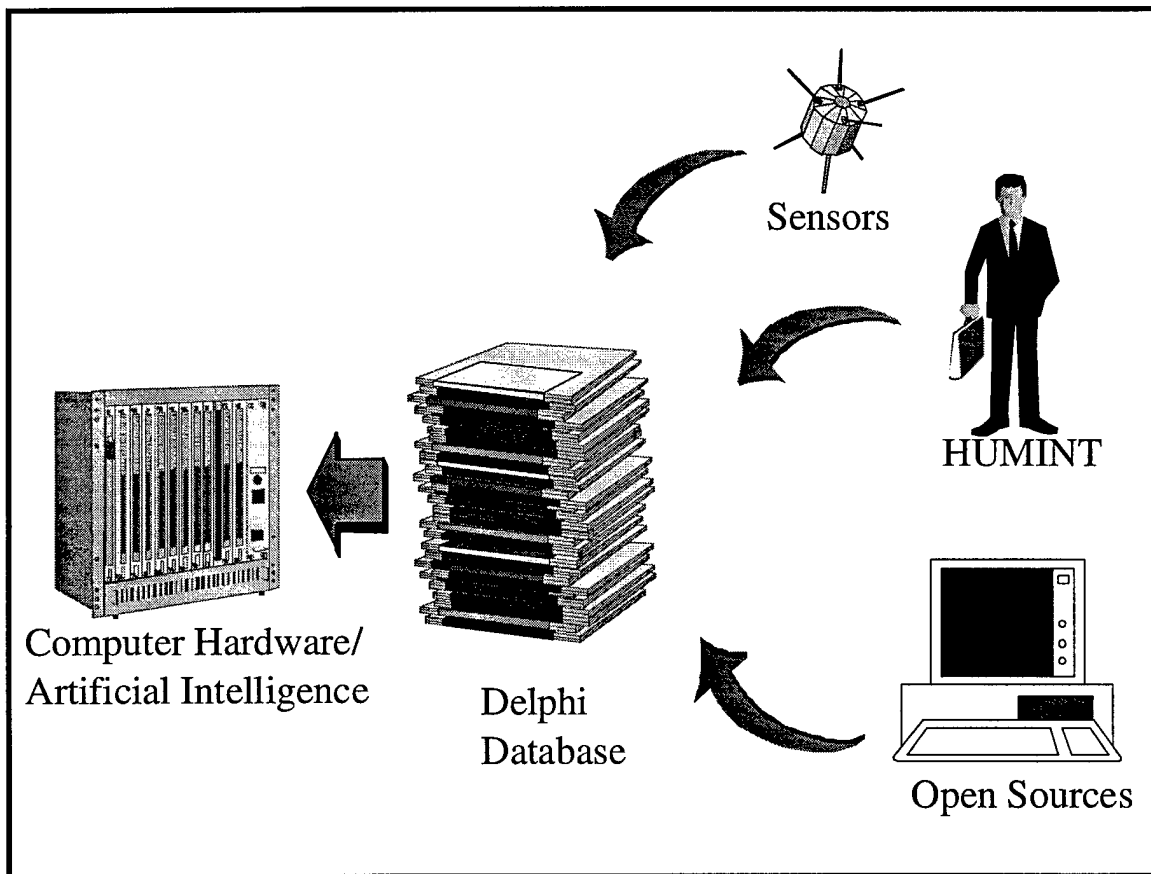 Sensors
HUMINT
Computer Hardware/
Artificial Intelligence
Delphi
Database
Open Sources